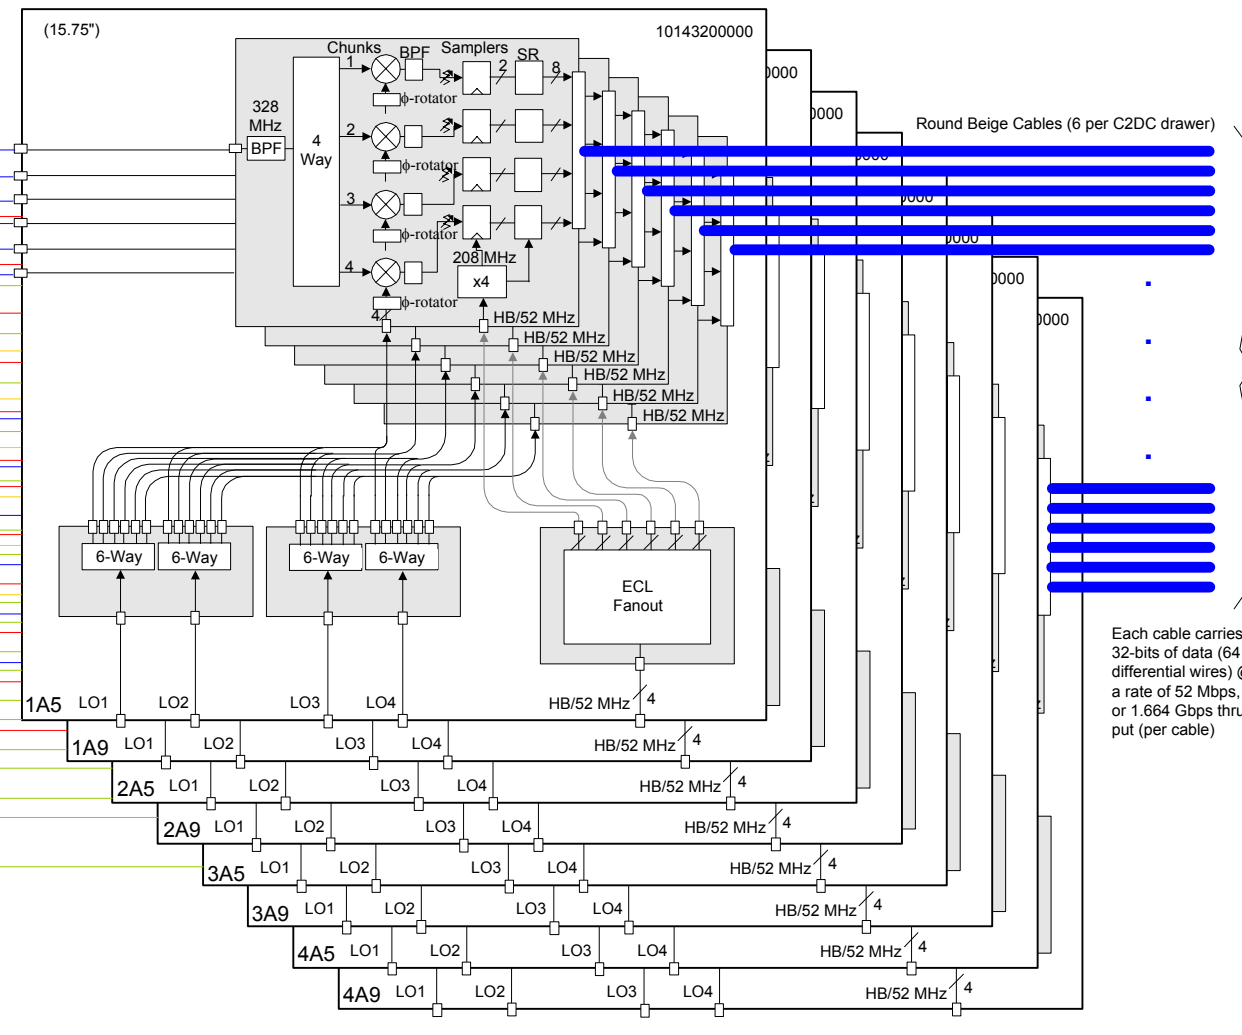 (15.75")
10143200000
0000
0000
0000
0000
0000
0000
0000
Chunks
BPF
Samplers
SR
1
2
8
ϕ-rotator
328
MHz
BPF
4
Way
2
ϕ-rotator
3
ϕ-rotator
4
208 MHz
x4
ϕ-rotator
4
HB/52 MHz
HB/52 MHz
HB/52 MHz
HB/52 MHz
HB/52 MHz
HB/52 MHz
Round Beige Cables (6 per C2DC drawer)
6-Way
6-Way
6-Way
6-Way
ECL
Fanout
Each cable carries
32-bits of data (64
differential wires) @
a rate of 52 Mbps,
or 1.664 Gbps thru
put (per cable)
1A5
LO1
LO2
LO3
LO4
HB/52 MHz
4
1A9
LO1
LO2
LO3
LO4
HB/52 MHz
4
2A5
LO1
LO2
LO3
LO4
HB/52 MHz
4
2A9
LO1
LO2
LO3
LO4
HB/52 MHz
4
3A5
LO1
LO2
LO3
LO4
HB/52 MHz
4
3A9
LO1
LO2
LO3
LO4
HB/52 MHz
4
4A5
LO1
LO2
LO3
LO4
HB/52 MHz
4
4A9
LO1
LO2
LO3
LO4
HB/52 MHz
4